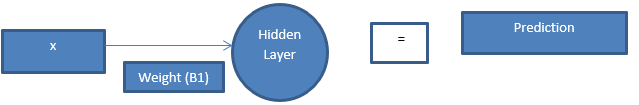 x
Weight (B1)
Hidden
Layer
=
Prediction